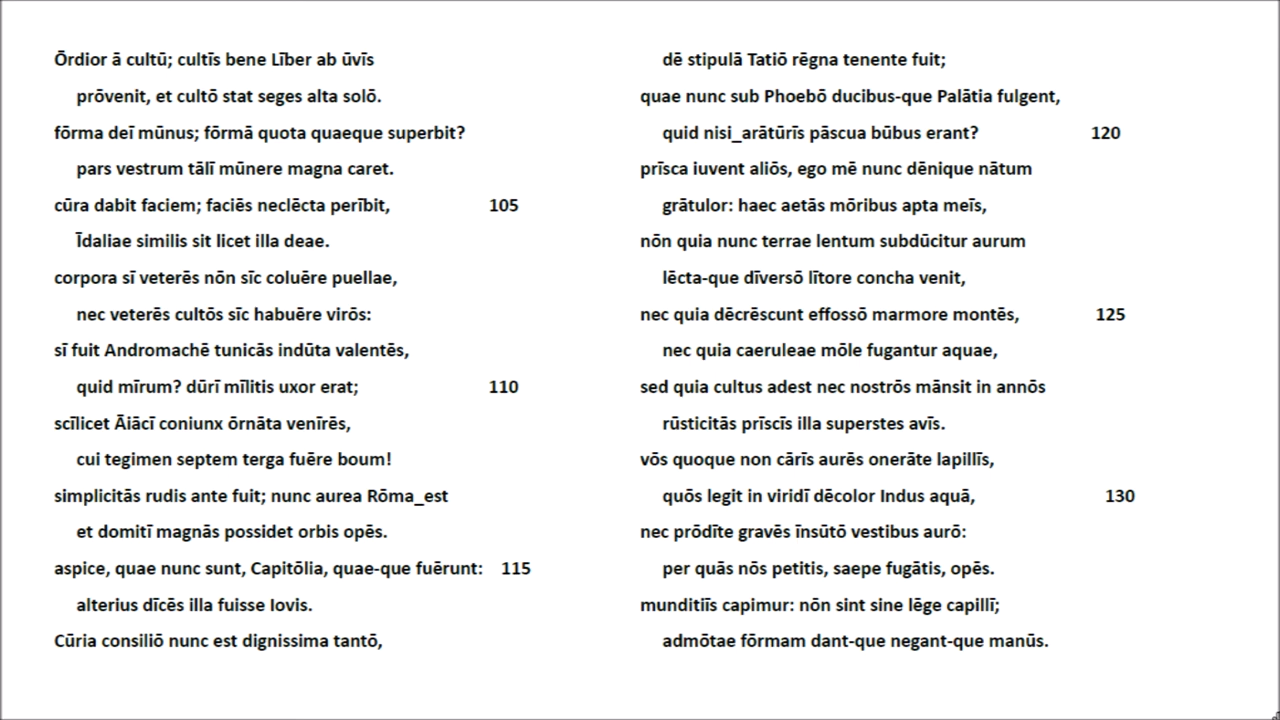 Ōrdior ā cultū; cultīs bene Līber ab ūvīs
prōvenit, et cultō stat seges alta solō.
fōrma deī mūnus; fōrmā quota quaeque superbit?
pars vestrum tālī mūnere magna caret.
cūra dabit faciem; faciēs neclēcta perībit, 105
Īdaliae similis sit licet illa deae.
corpora sī veterēs nōn sīc coluēre puellae,
nec veterēs cultōs sīc habuēre virōs:
sī fuit Andromachē tunicās indūta valentēs,
quid mīrum? dūrī mīlitis uxor erat; 110
scīlicet Āiācī coniunx ōrnāta venīrēs,
cui tegimen septem terga fuēre boum!
simplicitās rudis ante fuit; nunc aurea Rōma_est
et domitī magnās possidet orbis opēs.
aspice, quae nunc sunt, Capitōlia, quae-que fuērunt: 115
alterius dīcēs illa fuisse Iovis.
Cūria consiliō nunc est dignissima tantō,
dē stipulā Tatiō rēgna tenente fuit;
quae nunc sub Phoebō ducibus-que Palātia fulgent,
quid nisi_arātūrīs pāscua būbus erant? 120
prīsca iuvent aliōs, ego mē nunc dēnique nātum
grātulor: haec aetās mōribus apta meīs,
nōn quia nunc terrae lentum subdūcitur aurum
lēcta-que dīversō lītore concha venit,
nec quia dēcrēscunt effossō marmore montēs, 125
nec quia caeruleae mōle fugantur aquae,
sed quia cultus adest nec nostrōs mānsit in annōs
rūsticitās prīscīs illa superstes avīs.
vōs quoque non cārīs aurēs onerāte lapillīs,
quōs legit in viridī dēcolor Indus aquā, 130
nec prōdīte gravēs īnsūtō vestibus aurō:
per quās nōs petitis, saepe fugātis, opēs.
munditiīs capimur: nōn sint sine lēge capillī;
admōtae fōrmam dant-que negant-que manūs.